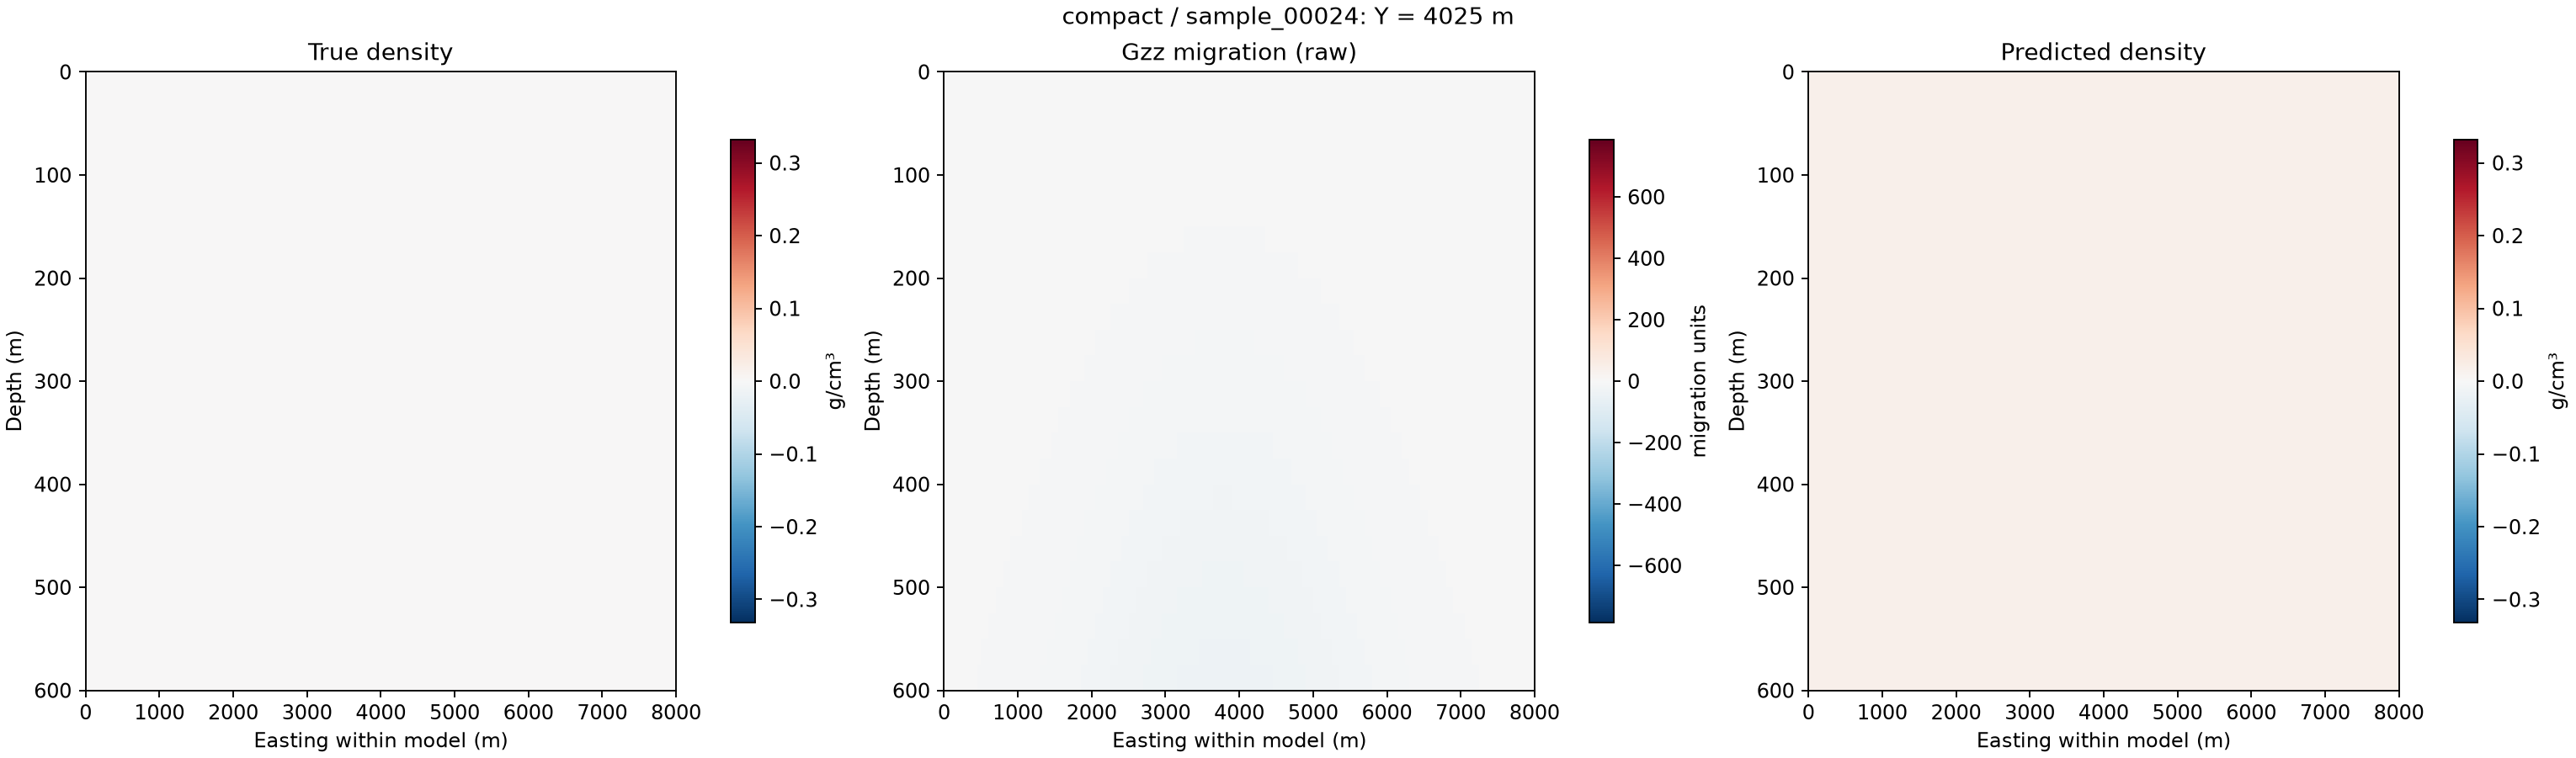 compact / sample_00024: Y = 4025 m
True density
0
100
200
300
400
500
600
Depth (m)
0 1000 2000 3000 4000 5000 6000 7000 8000
Easting within model (m)
0.3
0.2
0.1
0.0
−0.1
−0.2
−0.3
g/cm³
Gzz migration (raw)
0
100
200
300
400
500
600
Depth (m)
0 1000 2000 3000 4000 5000 6000 7000 8000
Easting within model (m)
600
400
200
0
−200
−400
−600
migration units
Predicted density
0
100
200
300
400
500
600
Depth (m)
0 1000 2000 3000 4000 5000 6000 7000 8000
Easting within model (m)
0.3
0.2
0.1
0.0
−0.1
−0.2
−0.3
g/cm³